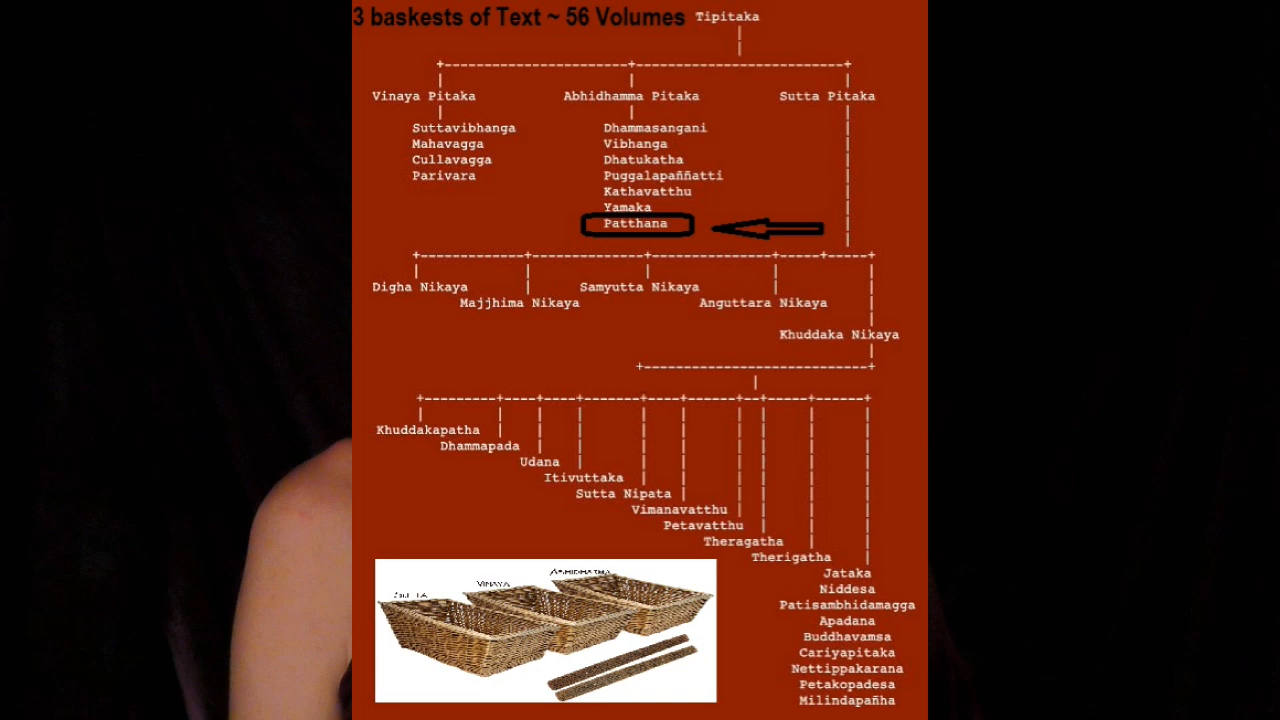 3 baskests of Text ~ 56 Volumes
Tipitaka
Vinaya Pitaka Abhidhamma Pitaka Sutta Pitaka
Suttavibhanga Dhammasangani
Mahavagga Vibhanga
Cullavagga Dhatukatha
Parivara Puggalapaññatti
Kathavatthu
Yamaka
Patthana
Digha Nikaya Samyutta Nikaya
Majjhima Nikaya Anguttara Nikaya
Khuddaka Nikaya
Khuddakapatha
Dhammapada
Udana
Itivuttaka
Sutta Nipata
Vimanavatthu
Petavatthu
Theragatha
Therigatha
Jataka
Niddesa
Patisambhidamagga
Apadana
Buddhavamsa
Cariyapitaka
Nettippakarana
Petakopadesa
Milindapañha
VINAYA